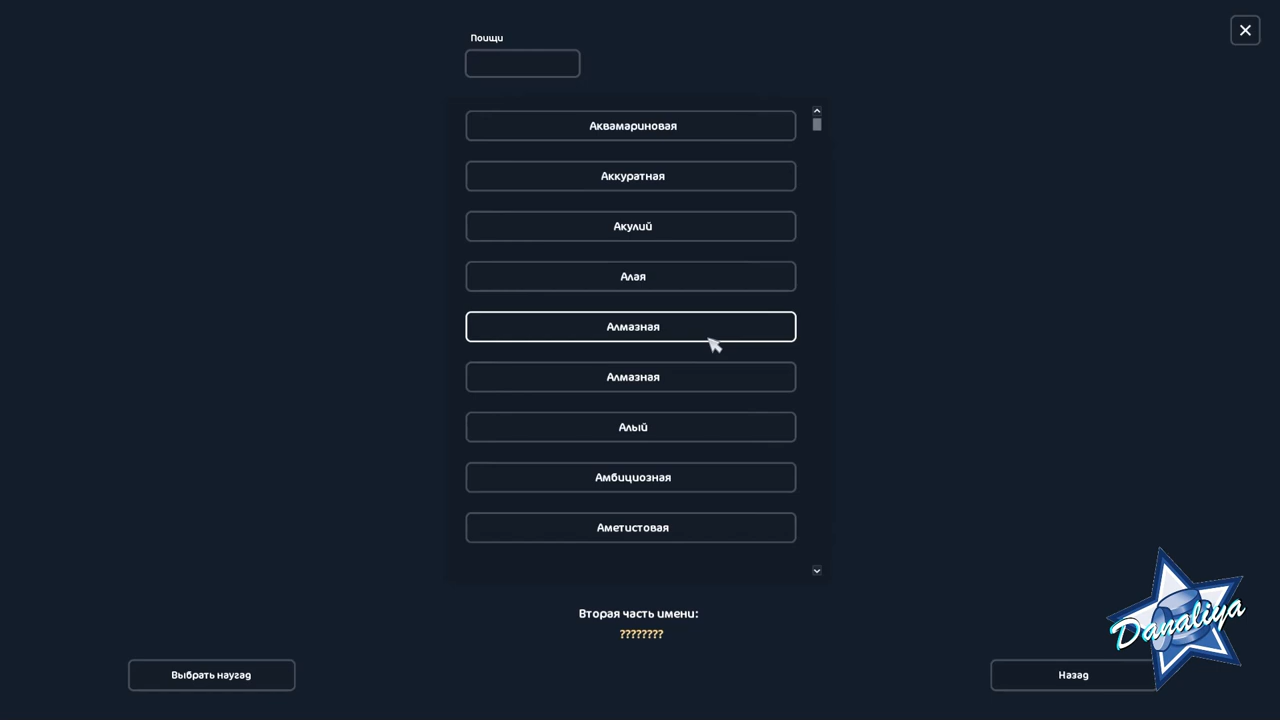 Поищи
Аквамариновая
Аккуратная
Акулий
Алая
Алмазная
Алмазная
Алый
Амбициозная
Аметистовая
Вторая часть имени:
????????
Выбрать наугад
Назад
Danaliya